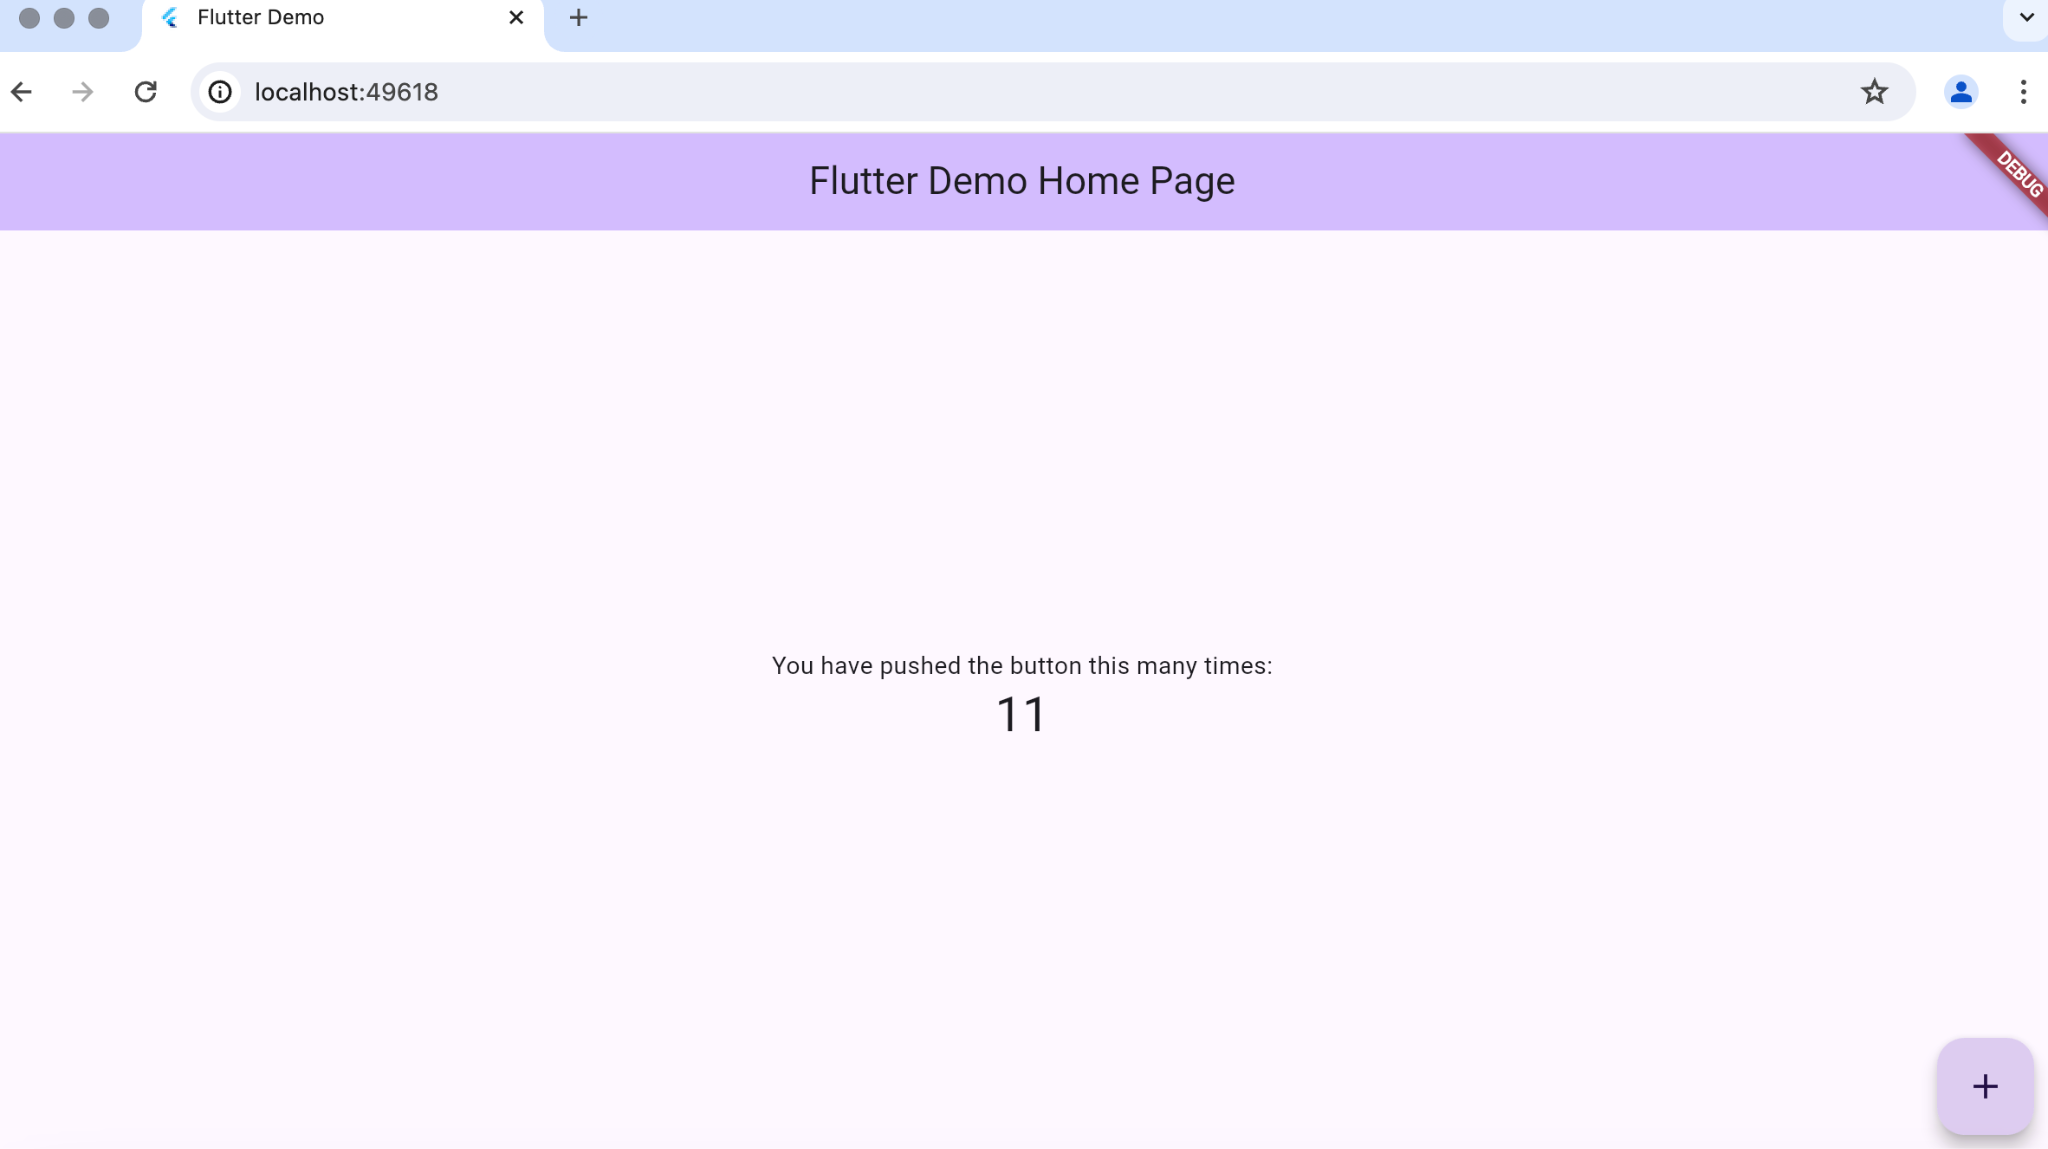 Flutter Demo
localhost:49618
Flutter Demo Home Page
DEBUG
You have pushed the button this many times:
11